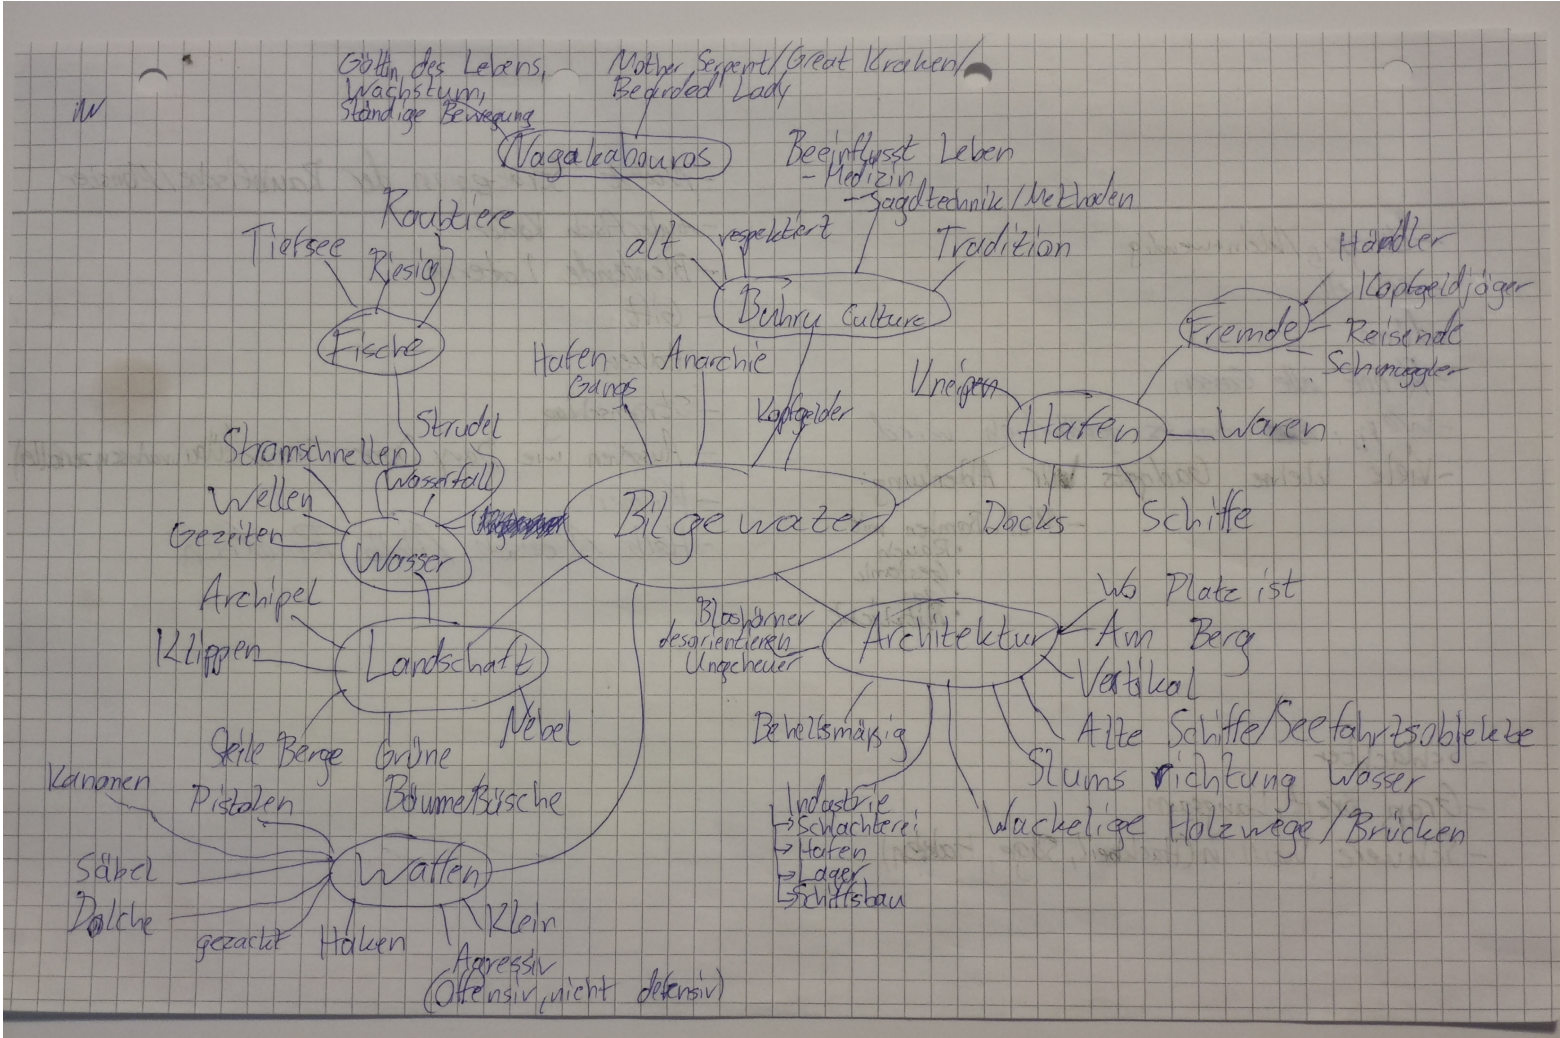 Göttin des Lebens,
Wachstum,
Ständige Bewegung
Mother Serpent/Great Kraken/
Bearded Lady
Nagakabouros
Beeinflusst Leben
- Medizin
- Jagdtechnik/Methoden
alt
respektiert
Tradition
Buhru Culture
Raubtiere
Tiefsee
Riesig
Fische
Händler
Kopfgeldjäger
Reisende
Schmuggler
Fremde
Hafen
Gangs
Anarchie
Kopfgelder
Kneipen
Hafen
Waren
Docks
Schiffe
Strudel
Stromschnellen
Wasserfall
Wellen
Gezeiten
Wasser
Bilgewater
Archipel
Klippen
Landschaft
Steile Berge
Grüne
Bäume/Büsche
Nebel
Blashörner
desorientieren
Ungeheuer
Architektur
Wo Platz ist
Am Berg
Vertikal
Alte Schiffe/Seefahrtsobjekte
Slums richtung Wasser
Wackelige Holzwege/Brücken
Behelfsmäßig
Industrie
→ Schlachterei
→ Hafen
→ Lager
→ Schiffsbau
Kanonen
Pistolen
Säbel
Dolche
gezackt
Haken
Waffen
Klein
Agressiv
(Offensiv, nicht defensiv)